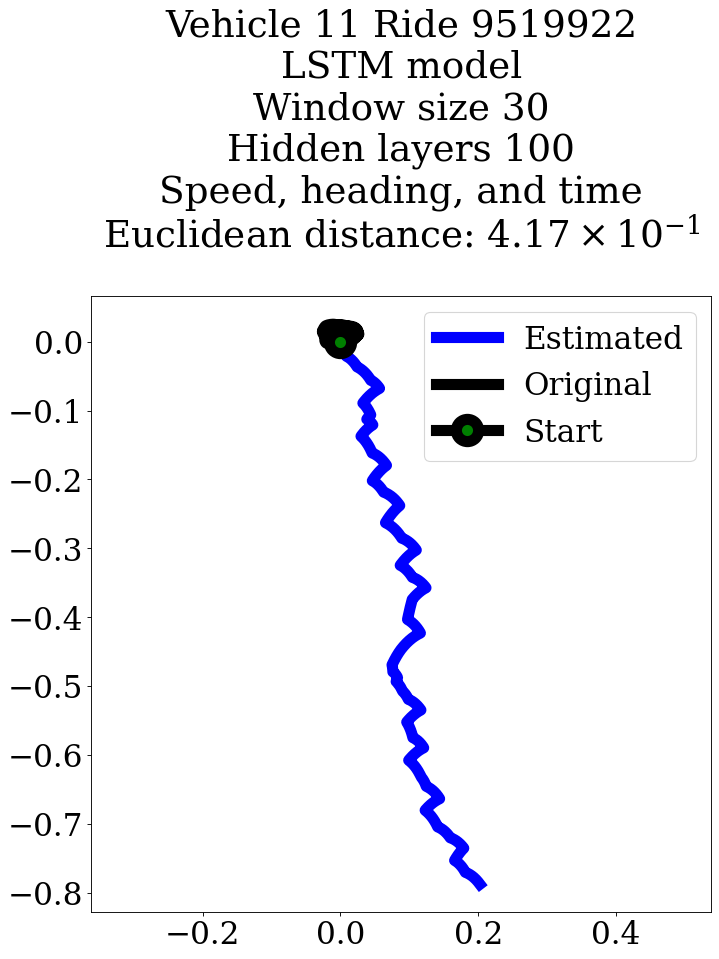 Vehicle 11 Ride 9519922
LSTM model
Window size 30
Hidden layers 100
Speed, heading, and time
Euclidean distance: 4.17 × 10⁻¹
Estimated
Original
Start
0.0
−0.1
−0.2
−0.3
−0.4
−0.5
−0.6
−0.7
−0.8
−0.2 0.0 0.2 0.4